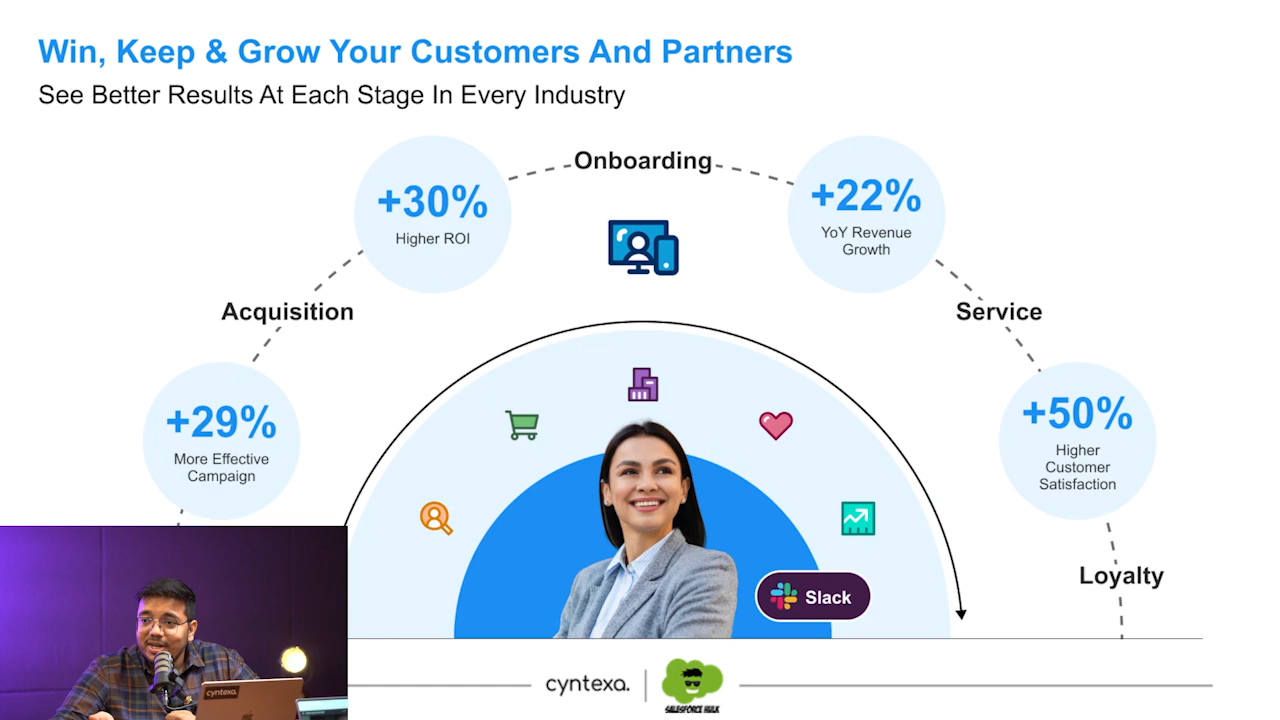 Win, Keep & Grow Your Customers And Partners
See Better Results At Each Stage In Every Industry
Onboarding
+30%
Higher ROI
+22%
YoY Revenue
Growth
Acquisition
Service
+29%
More Effective
Campaign
+50%
Higher
Customer
Satisfaction
Loyalty
Slack
cyntexa.
cyntexa.
SALESFORCE HULK